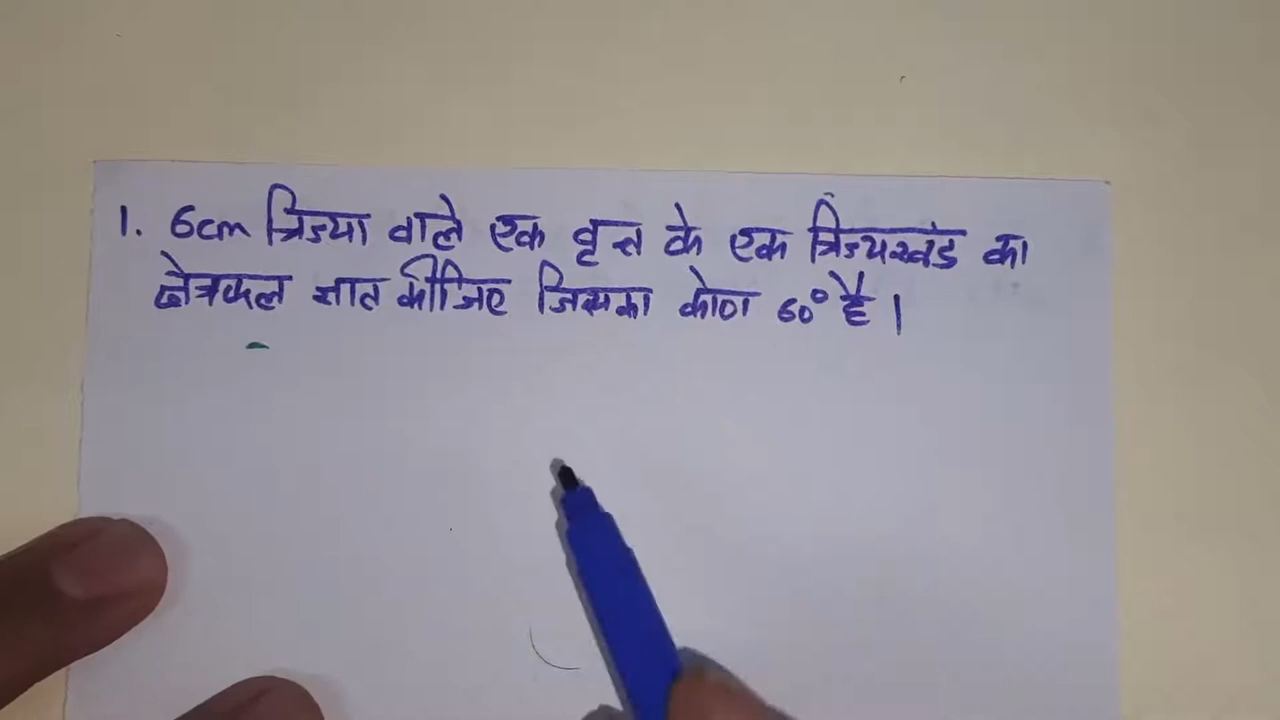 1. 6cm त्रिज्या वाले एक वृत्त के एक त्रिज्यखंड का
क्षेत्रफल ज्ञात कीजिए जिसका कोण 60° है।